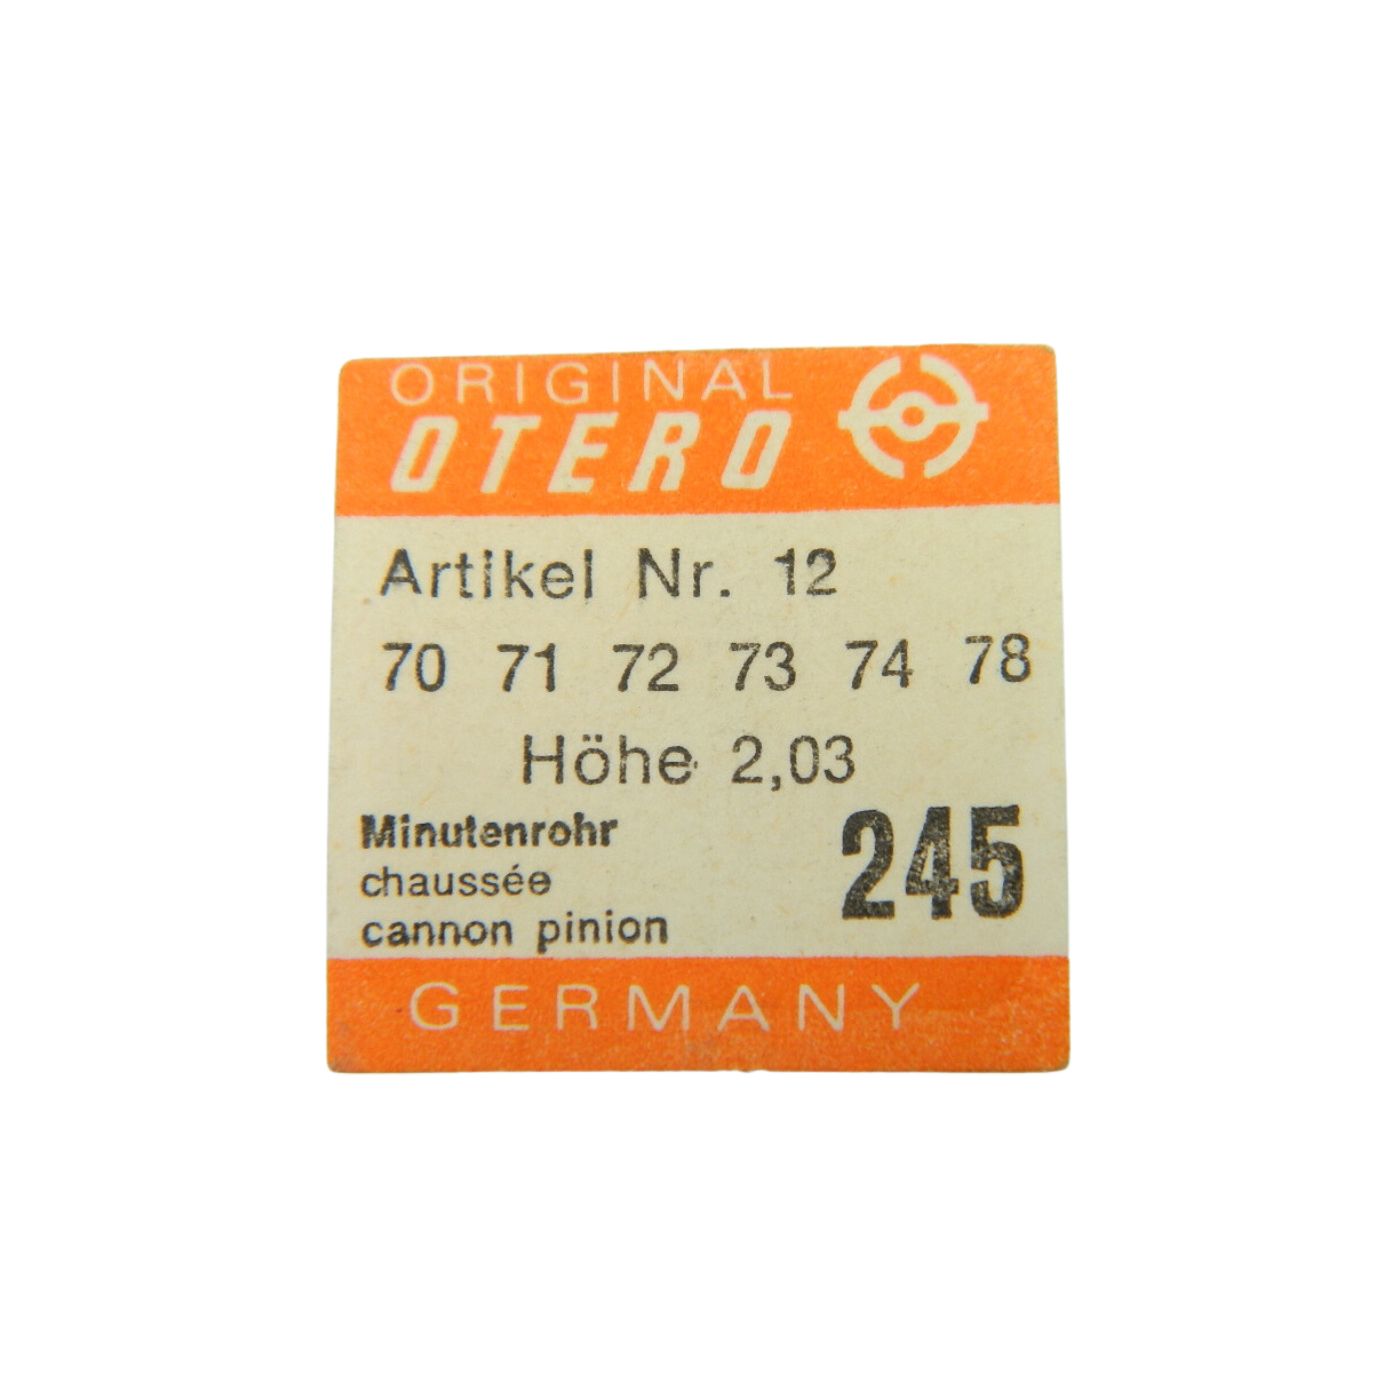 ORIGINAL
OTERO
Artikel Nr. 12
70 71 72 73 74 78
Höhe 2,03
Minutenrohr
chaussée
cannon pinion
245
GERMANY